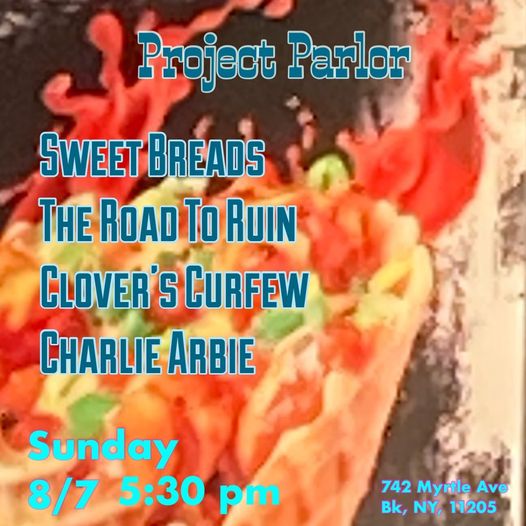 Project Parlor
Sweet Breads
The Road To Ruin
Clover's Curfew
Charlie Arbie
Sunday
8/7 5:30 pm
742 Myrtle Ave
Bk, NY, 11205